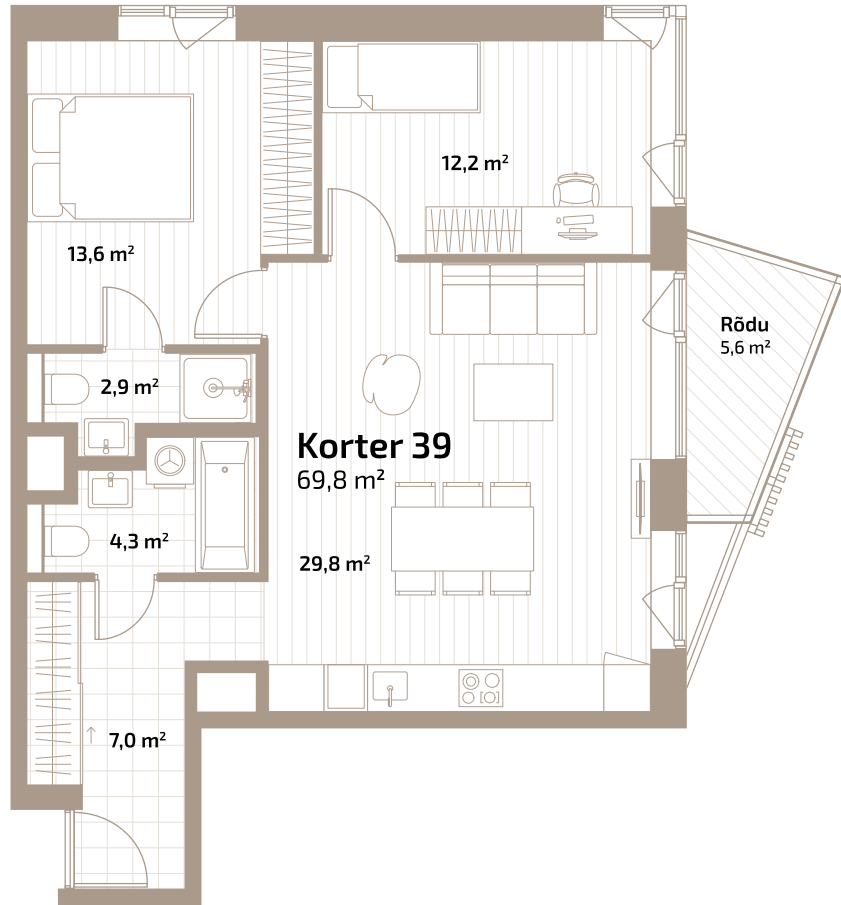 12,2 m²
13,6 m²
Rõdu
5,6 m²
2,9 m²
Korter 39
69,8 m²
4,3 m²
29,8 m²
7,0 m²